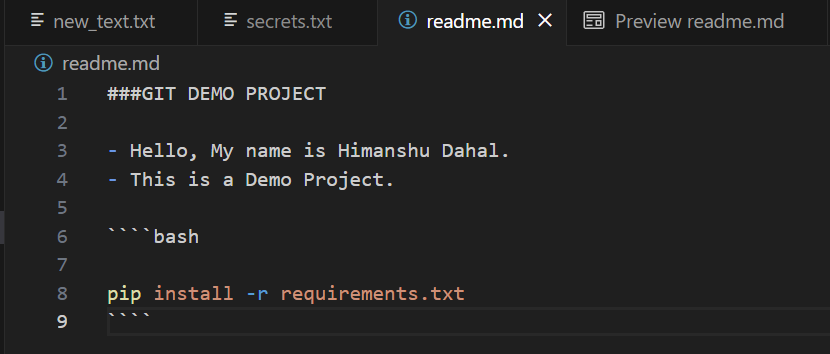 new_text.txt secrets.txt readme.md Preview readme.md
readme.md
1 ###GIT DEMO PROJECT
2
3 - Hello, My name is Himanshu Dahal.
4 - This is a Demo Project.
5
6 ````bash
7
8 pip install -r requirements.txt
9 ````